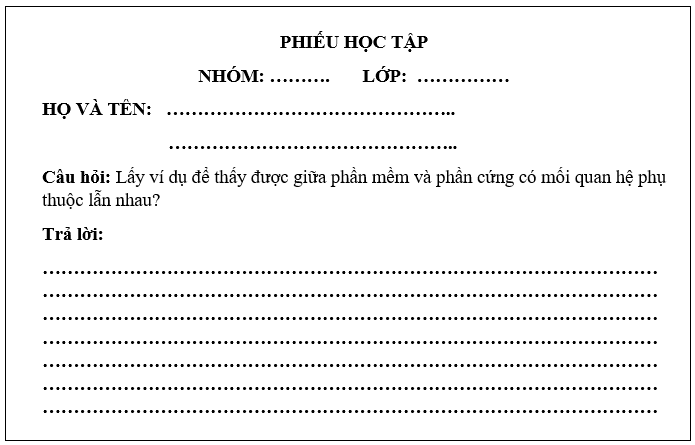 PHIẾU HỌC TẬP
NHÓM: ………. LỚP: ……………
HỌ VÀ TÊN: ………………………………………..
………………………………………..
Câu hỏi: Lấy ví dụ để thấy được giữa phần mềm và phần cứng có mối quan hệ phụ
thuộc lẫn nhau?
Trả lời:
…………………………………………………………………………………………
…………………………………………………………………………………………
…………………………………………………………………………………………
…………………………………………………………………………………………
…………………………………………………………………………………………
…………………………………………………………………………………………
…………………………………………………………………………………………